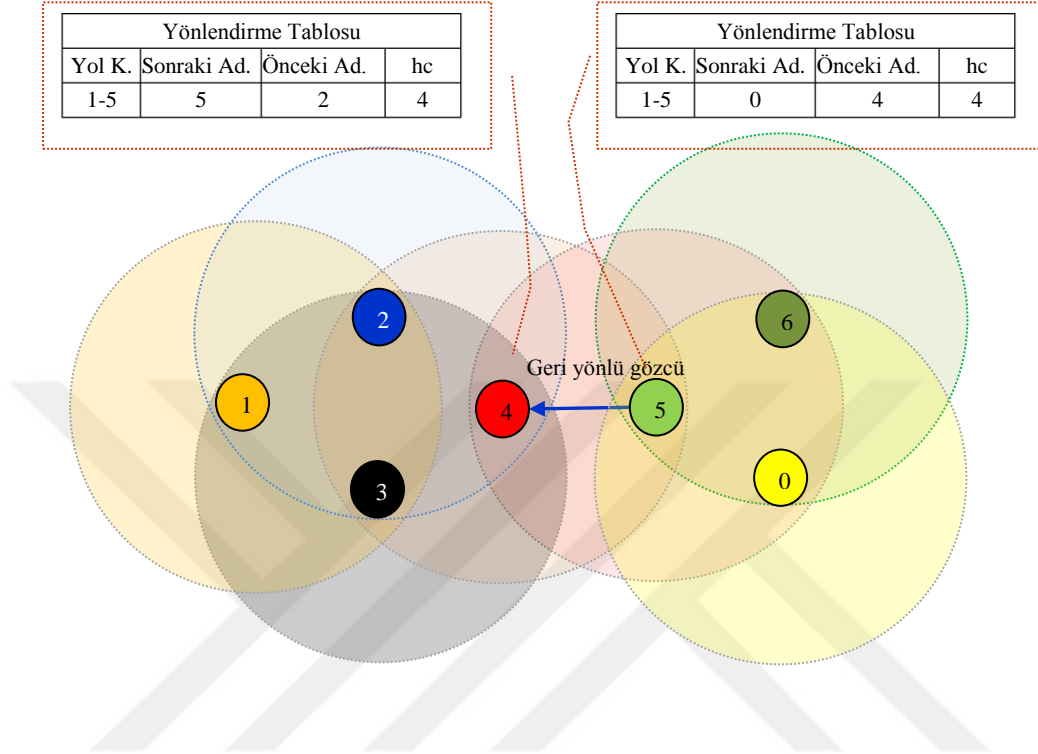 Yönlendirme Tablosu
Yol K. Sonraki Ad. Önceki Ad. hc
1-5 5 2 4
Yönlendirme Tablosu
Yol K. Sonraki Ad. Önceki Ad. hc
1-5 0 4 4
2
6
Geri yönlü gözcü
1
4
5
3
0